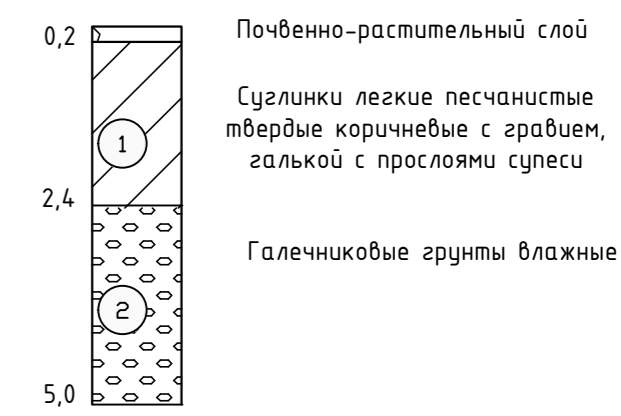 0,2
Почвенно-растительный слой
Суглинки легкие песчанистые
твердые коричневые с гравием,
галькой с прослоями супеси
1
2,4
Галечниковые грунты влажные
2
5,0